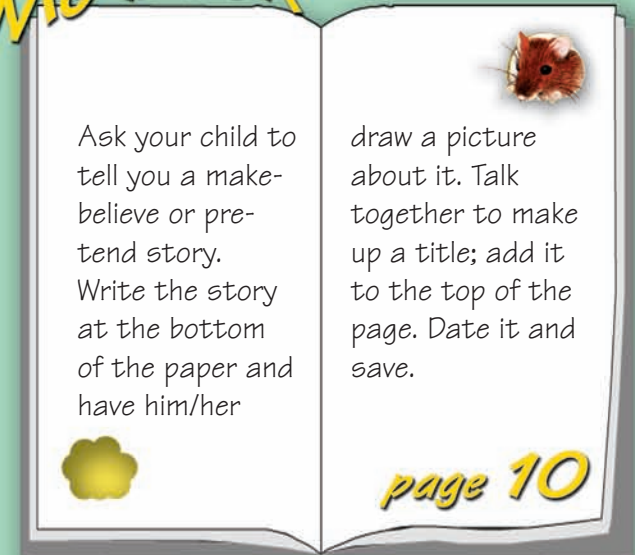 Ask your child to
tell you a make-
believe or pre-
tend story.
Write the story
at the bottom
of the paper and
have him/her
draw a picture
about it. Talk
together to make
up a title; add it
to the top of the
page. Date it and
save.
page 10